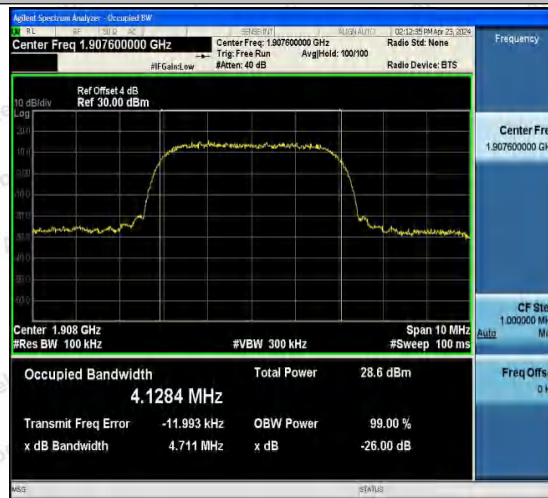 Agilent Spectrum Analyzer - Occupied BW
RL RF 50 Ω AC SENSE:INT ALIGN AUTO 02:12:35 PM Apr 23, 2024
Center Freq 1.907600000 GHz Center Freq: 1.907600000 GHz Radio Std: None Frequency
Trig: Free Run Avg|Hold: 100/100
#IFGain:Low #Atten: 40 dB Radio Device: BTS
Ref Offset 4 dB
10 dB/div Ref 30.00 dBm
Log
20.0
Center Fre
1.907600000 GH
CF Ste
1.000000 MH
Auto
Center 1.908 GHz Span 10 MHz
#Res BW 100 kHz #VBW 300 kHz #Sweep 100 ms
Occupied Bandwidth Total Power 28.6 dBm Freq Offs
4.1284 MHz
Transmit Freq Error -11.993 kHz OBW Power 99.00 %
x dB Bandwidth 4.711 MHz x dB -26.00 dB
MSG STATUS